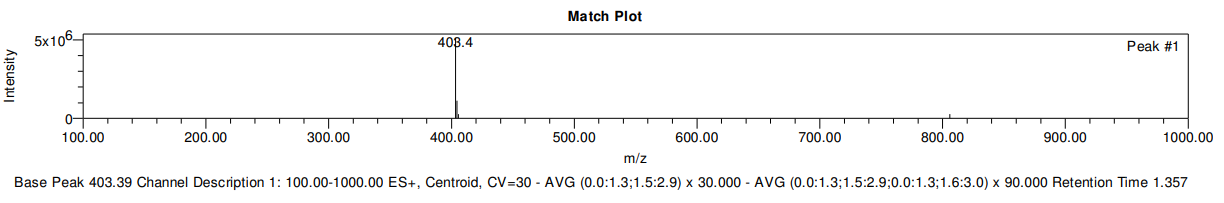 Match Plot
5x10⁶
403.4
Peak #1
Intensity
0
100.00 200.00 300.00 400.00 500.00 600.00 700.00 800.00 900.00 1000.00
m/z
Base Peak 403.39 Channel Description 1: 100.00-1000.00 ES+, Centroid, CV=30 - AVG (0.0:1.3;1.5:2.9) x 30.000 - AVG (0.0:1.3;1.5:2.9;0.0:1.3;1.6:3.0) x 90.000 Retention Time 1.357